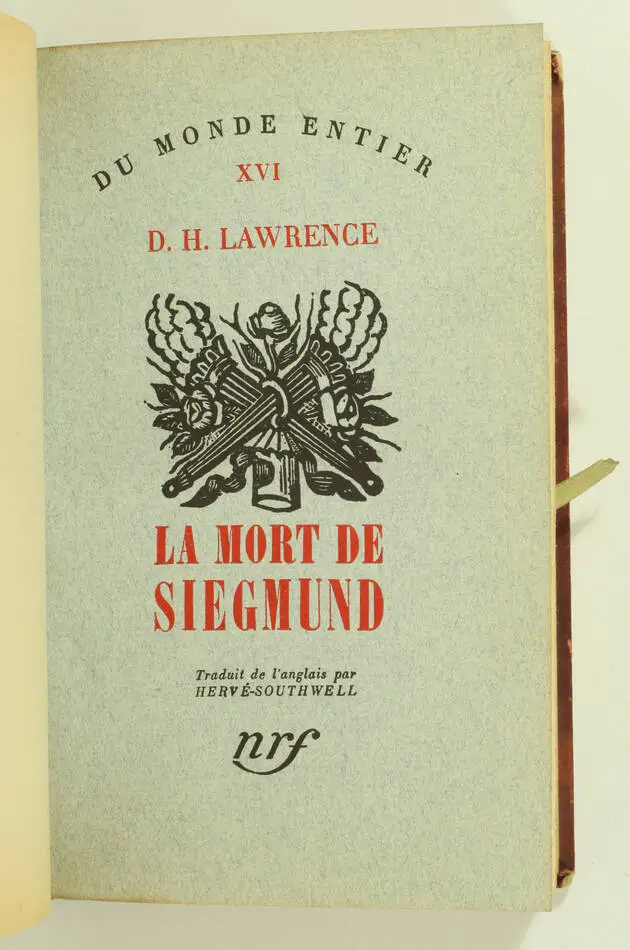 DU MONDE ENTIER
XVI
D. H. LAWRENCE
LA MORT DE
SIEGMUND
Traduit de l'anglais par
HERVÉ-SOUTHWELL
nrf